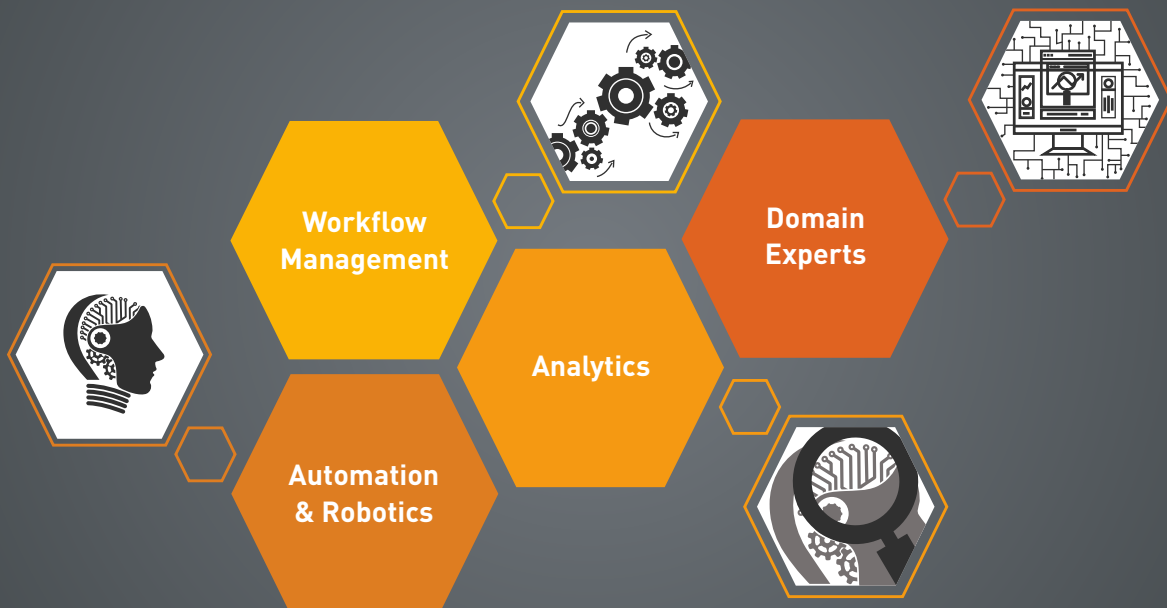 Workflow
Management
Domain
Experts
Analytics
Automation
& Robotics